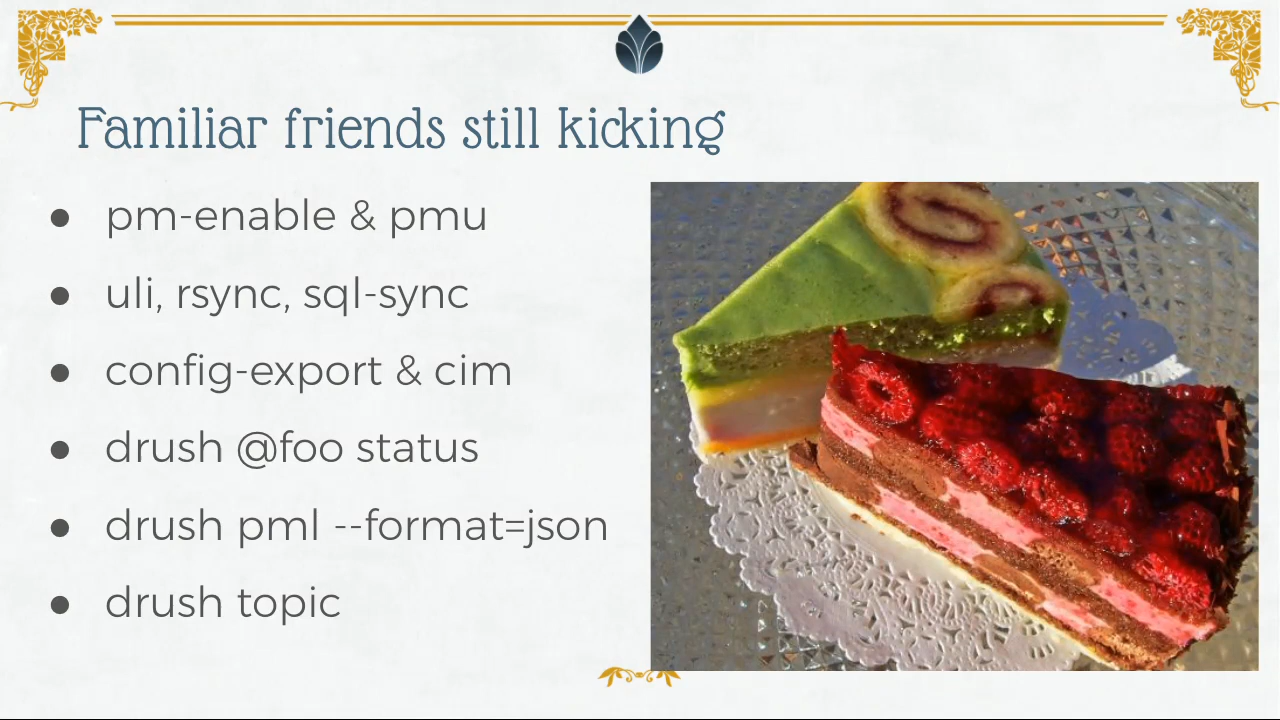 Familiar friends still kicking
● pm-enable & pmu
● uli, rsync, sql-sync
● config-export & cim
● drush @foo status
● drush pml --format=json
● drush topic